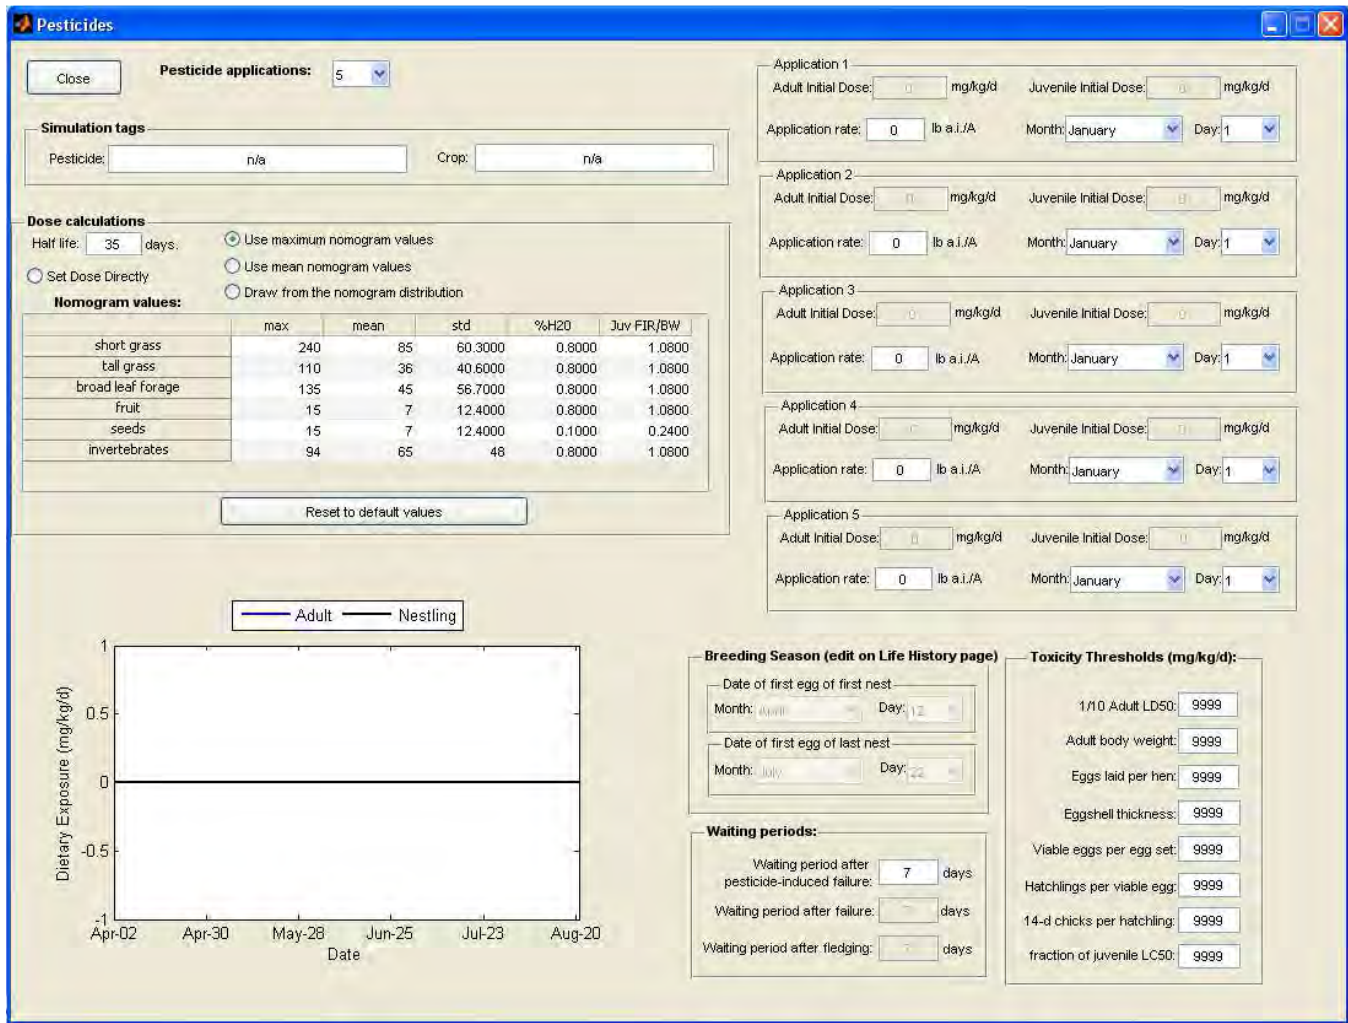 Pesticides
Close
Pesticide applications: 5
Simulation tags
Pesticide: n/a Crop: n/a
Dose calculations
Half life: 35 days.
Use maximum nomogram values
Use mean nomogram values
Set Dose Directly
Draw from the nomogram distribution
Nomogram values:
max mean std %H20 Juv FIR/BW
short grass 240 85 60.3000 0.8000 1.0800
tall grass 110 36 40.6000 0.8000 1.0800
broad leaf forage 135 45 56.7000 0.8000 1.0800
fruit 15 7 12.4000 0.8000 1.0800
seeds 15 7 12.4000 0.1000 0.2400
invertebrates 94 65 48 0.8000 1.0800
Reset to default values
Application 1
Adult Initial Dose: mg/kg/d Juvenile Initial Dose: mg/kg/d
Application rate: 0 lb a.i./A Month: January Day: 1
Application 2
Adult Initial Dose: mg/kg/d Juvenile Initial Dose: mg/kg/d
Application rate: 0 lb a.i./A Month: January Day: 1
Application 3
Adult Initial Dose: mg/kg/d Juvenile Initial Dose: mg/kg/d
Application rate: 0 lb a.i./A Month: January Day: 1
Application 4
Adult Initial Dose: mg/kg/d Juvenile Initial Dose: mg/kg/d
Application rate: 0 lb a.i./A Month: January Day: 1
Application 5
Adult Initial Dose: mg/kg/d Juvenile Initial Dose: mg/kg/d
Application rate: 0 lb a.i./A Month: January Day: 1
Adult Nestling
1
0.5
0
-0.5
-1
Dietary Exposure (mg/kg/d)
Apr-02 Apr-30 May-28 Jun-25 Jul-23 Aug-20
Date
Breeding Season (edit on Life History page)
Date of first egg of first nest
Month: April Day: 12
Date of first egg of last nest
Month: July Day: 22
Waiting periods:
Waiting period after
pesticide-induced failure: 7 days
Waiting period after failure: 7 days
Waiting period after fledging: 7 days
Toxicity Thresholds (mg/kg/d):
1/10 Adult LD50: 9999
Adult body weight: 9999
Eggs laid per hen: 9999
Eggshell thickness: 9999
Viable eggs per egg set: 9999
Hatchlings per viable egg: 9999
14-d chicks per hatchling: 9999
fraction of juvenile LC50: 9999